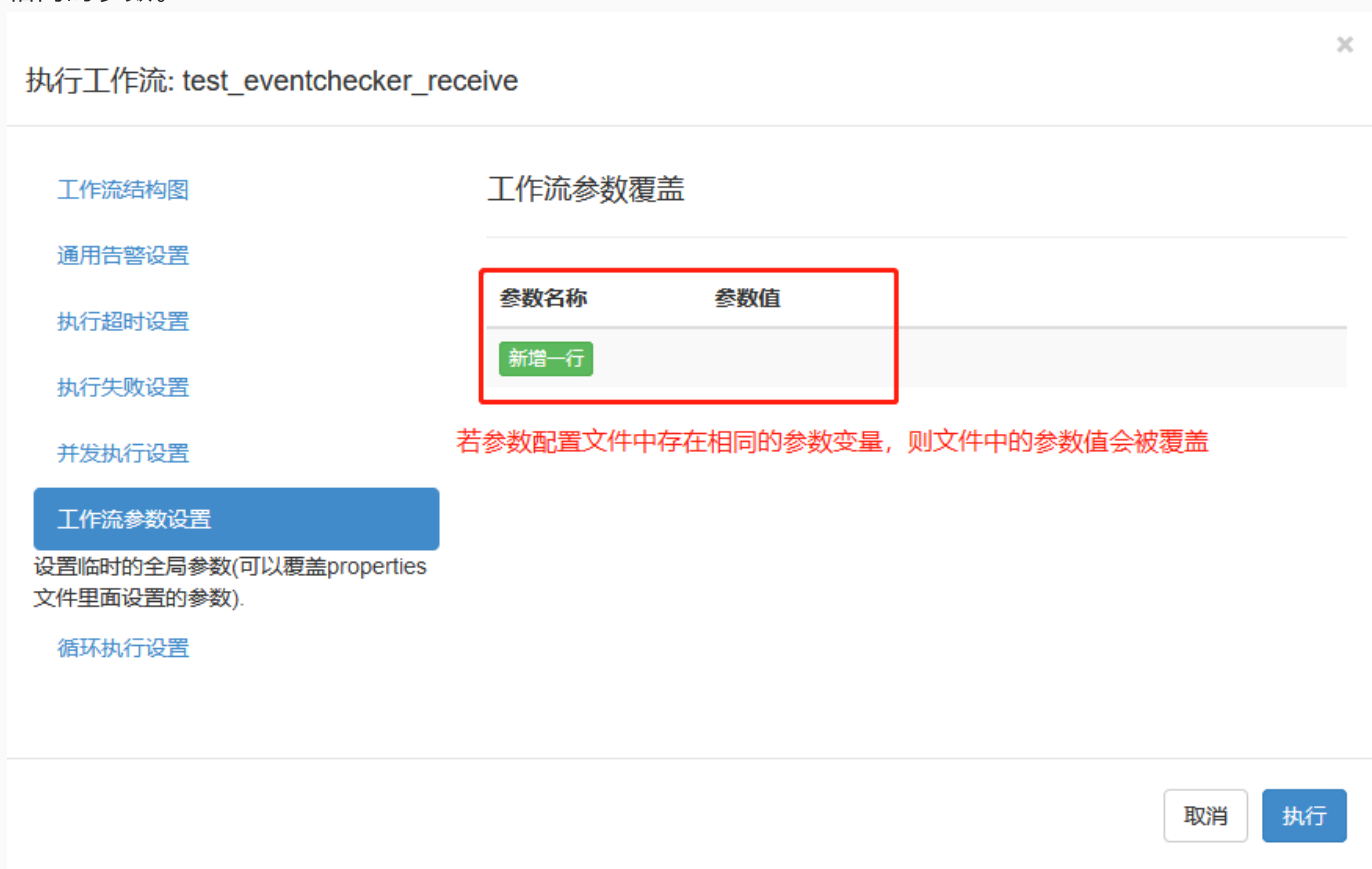 执行工作流: test_eventchecker_receive
×
工作流结构图
通用告警设置
执行超时设置
执行失败设置
并发执行设置
工作流参数设置
设置临时的全局参数(可以覆盖properties
文件里面设置的参数).
循环执行设置
工作流参数覆盖
参数名称 参数值
新增一行
若参数配置文件中存在相同的参数变量，则文件中的参数值会被覆盖
取消 执行